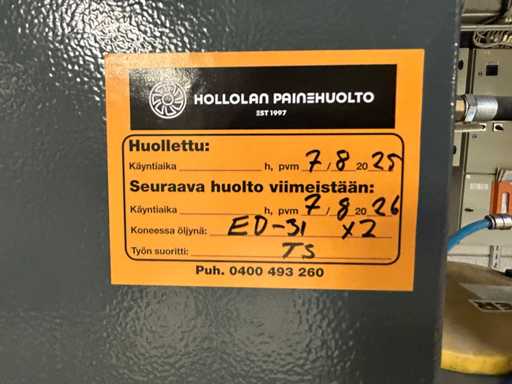 HOLLOLAN PAINEHUOLTO
EST 1997
Huollettu:
Käyntiaika h, pvm 7 / 8 20 25
Seuraava huolto viimeistään:
Käyntiaika h, pvm 7 / 8 20 26
Koneessa öljynä: ED-31 x2
Työn suoritti: TS
Puh. 0400 493 260